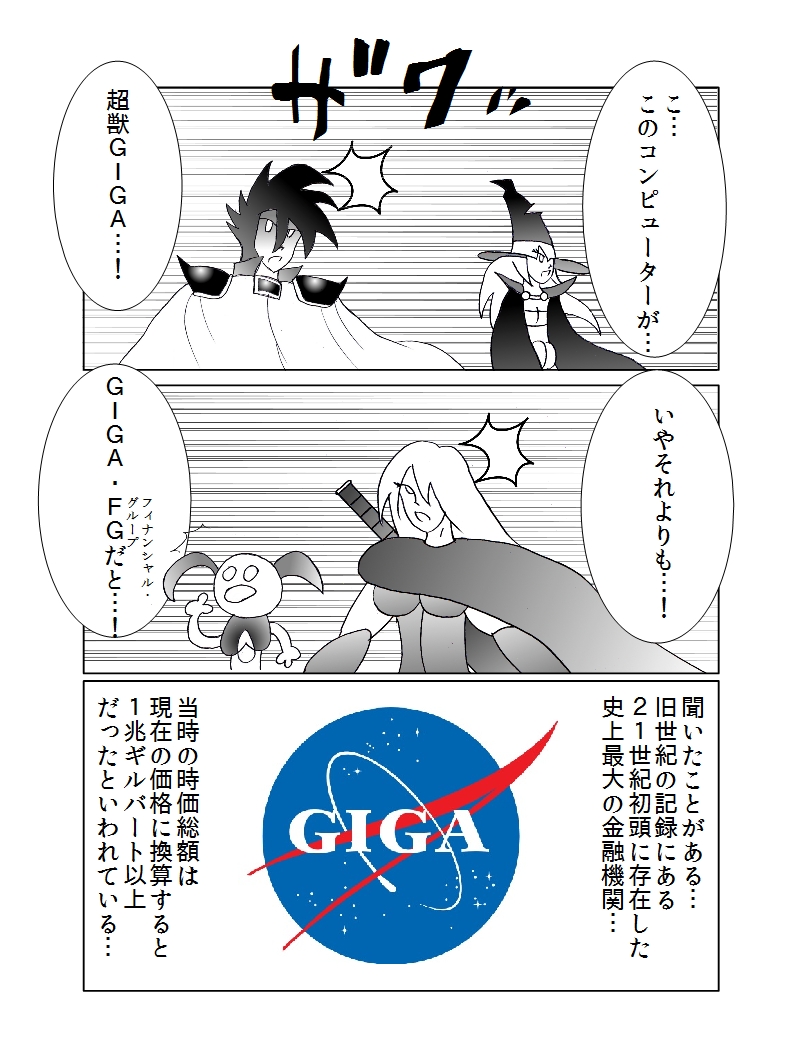 ザワ
こ…
このコンピューターが…
超獣GIGA…!
いやそれよりも…!
GIGA・FGだと…!
フィナンシャル・
グループ
聞いたことがある…
旧世紀の記録にある
21世紀初頭に存在した
史上最大の金融機関…
GIGA
当時の時価総額は
現在の価格に換算すると
1兆ギルバート以上
だったといわれている…